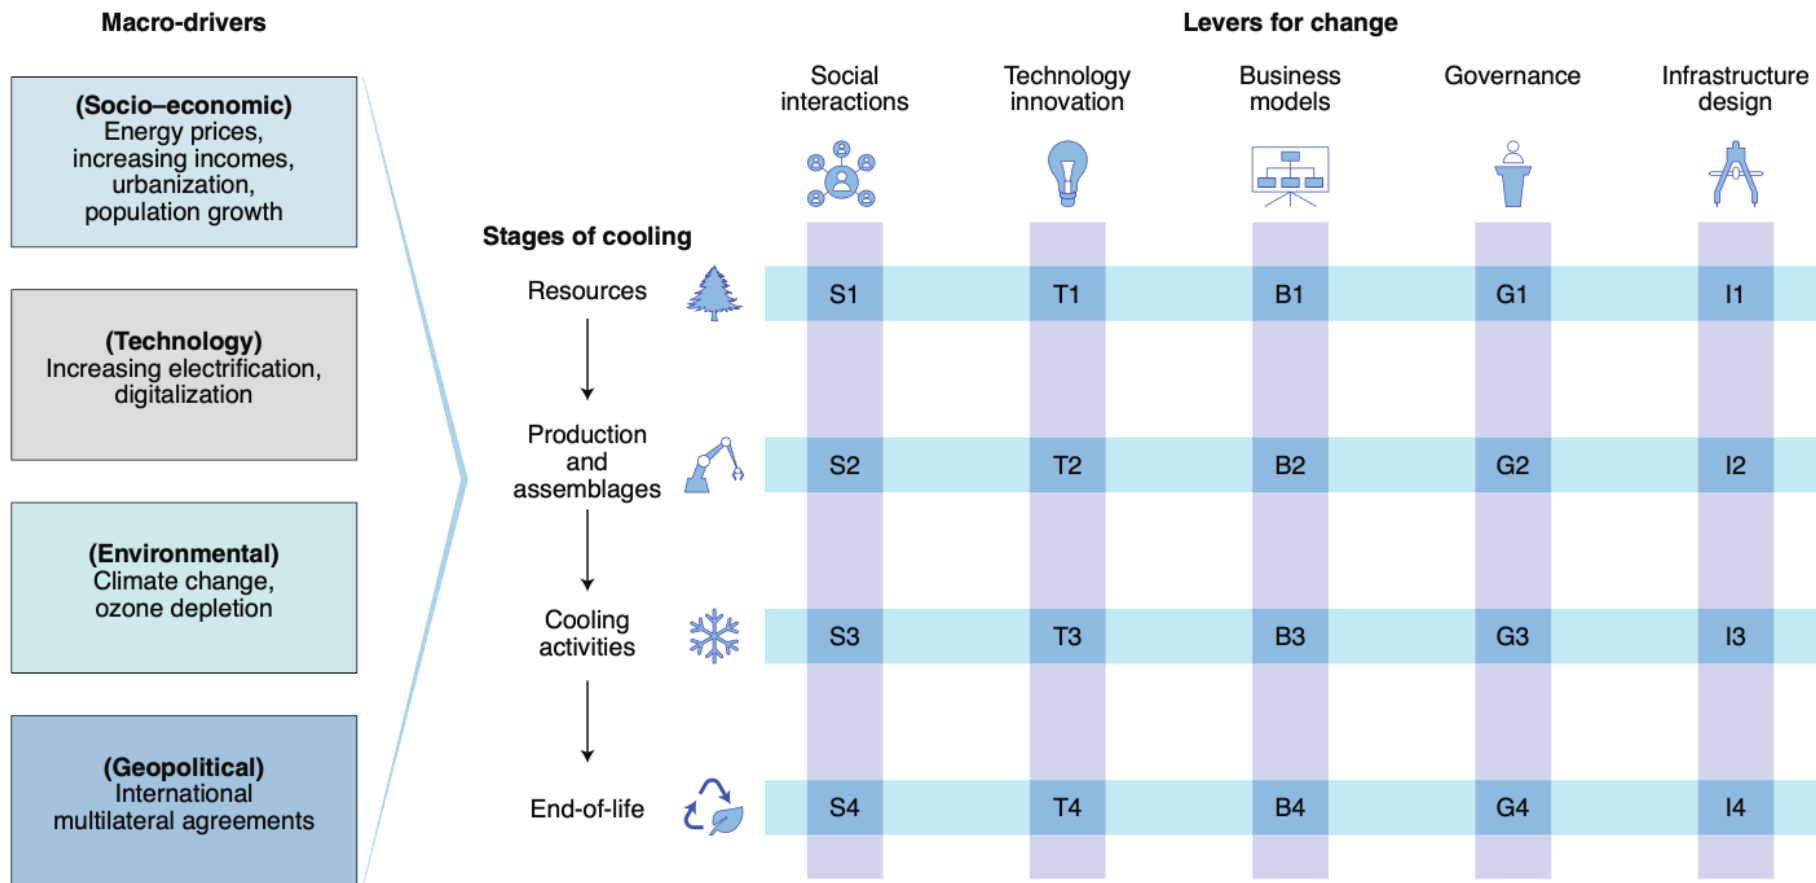 Macro-drivers
(Socio–economic)
Energy prices,
increasing incomes,
urbanization,
population growth
(Technology)
Increasing electrification,
digitalization
(Environmental)
Climate change,
ozone depletion
(Geopolitical)
International
multilateral agreements
Levers for change
Social
interactions
Technology
innovation
Business
models
Governance
Infrastructure
design
Stages of cooling
Resources
S1 T1 B1 G1 I1
Production
and
assemblages
S2 T2 B2 G2 I2
Cooling
activities
S3 T3 B3 G3 I3
End-of-life
S4 T4 B4 G4 I4